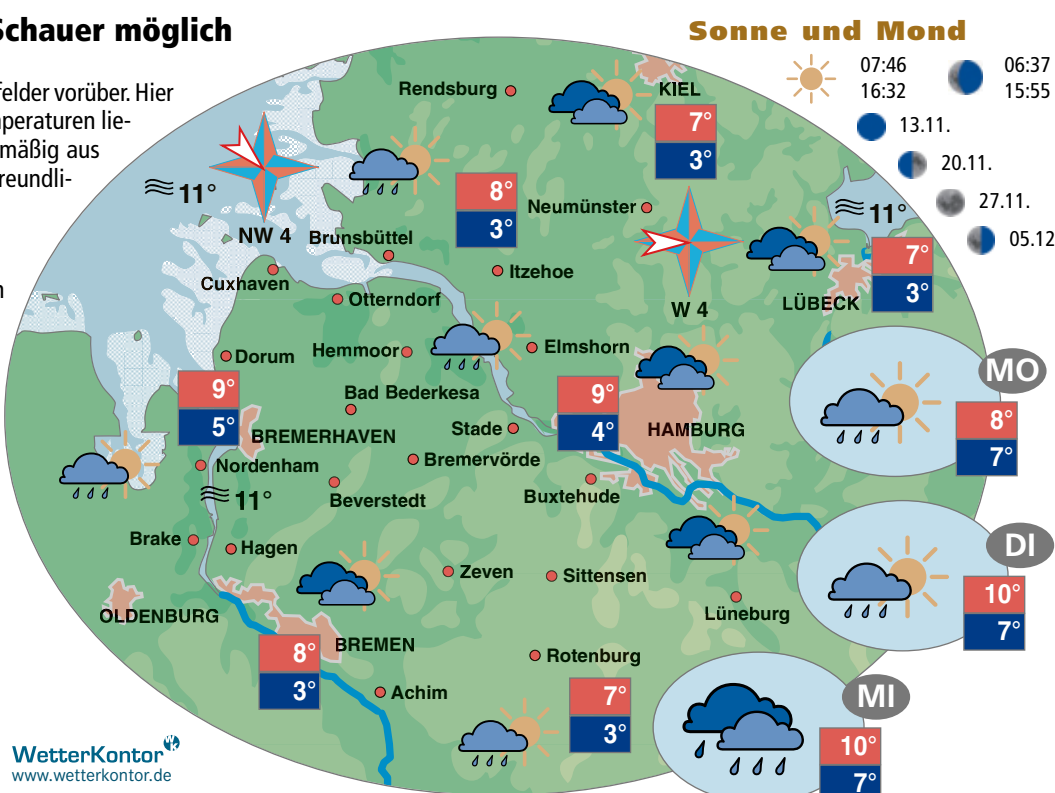 Schauer möglich
felder vorüber. Hier
mperaturen lie-
mäßig aus
reundli-
n
Sonne und Mond
07:46
16:32
06:37
15:55
13.11.
20.11.
27.11.
05.12
Rendsburg
KIEL
7°
3°
11°
8°
3°
Neumünster
11°
NW 4
Brunsbüttel
7°
3°
Cuxhaven
Itzehoe
LÜBECK
Otterndorf
W 4
Dorum
Hemmoor
Elmshorn
MO
8°
7°
9°
5°
Bad Bederkesa
9°
4°
BREMERHAVEN
Stade
HAMBURG
Nordenham
Bremervörde
11°
Beverstedt
Buxtehude
Brake
Hagen
DI
10°
7°
Zeven
Sittensen
OLDENBURG
Lüneburg
8°
3°
BREMEN
Rotenburg
Achim
7°
3°
MI
10°
7°
WetterKontor
www.wetterkontor.de